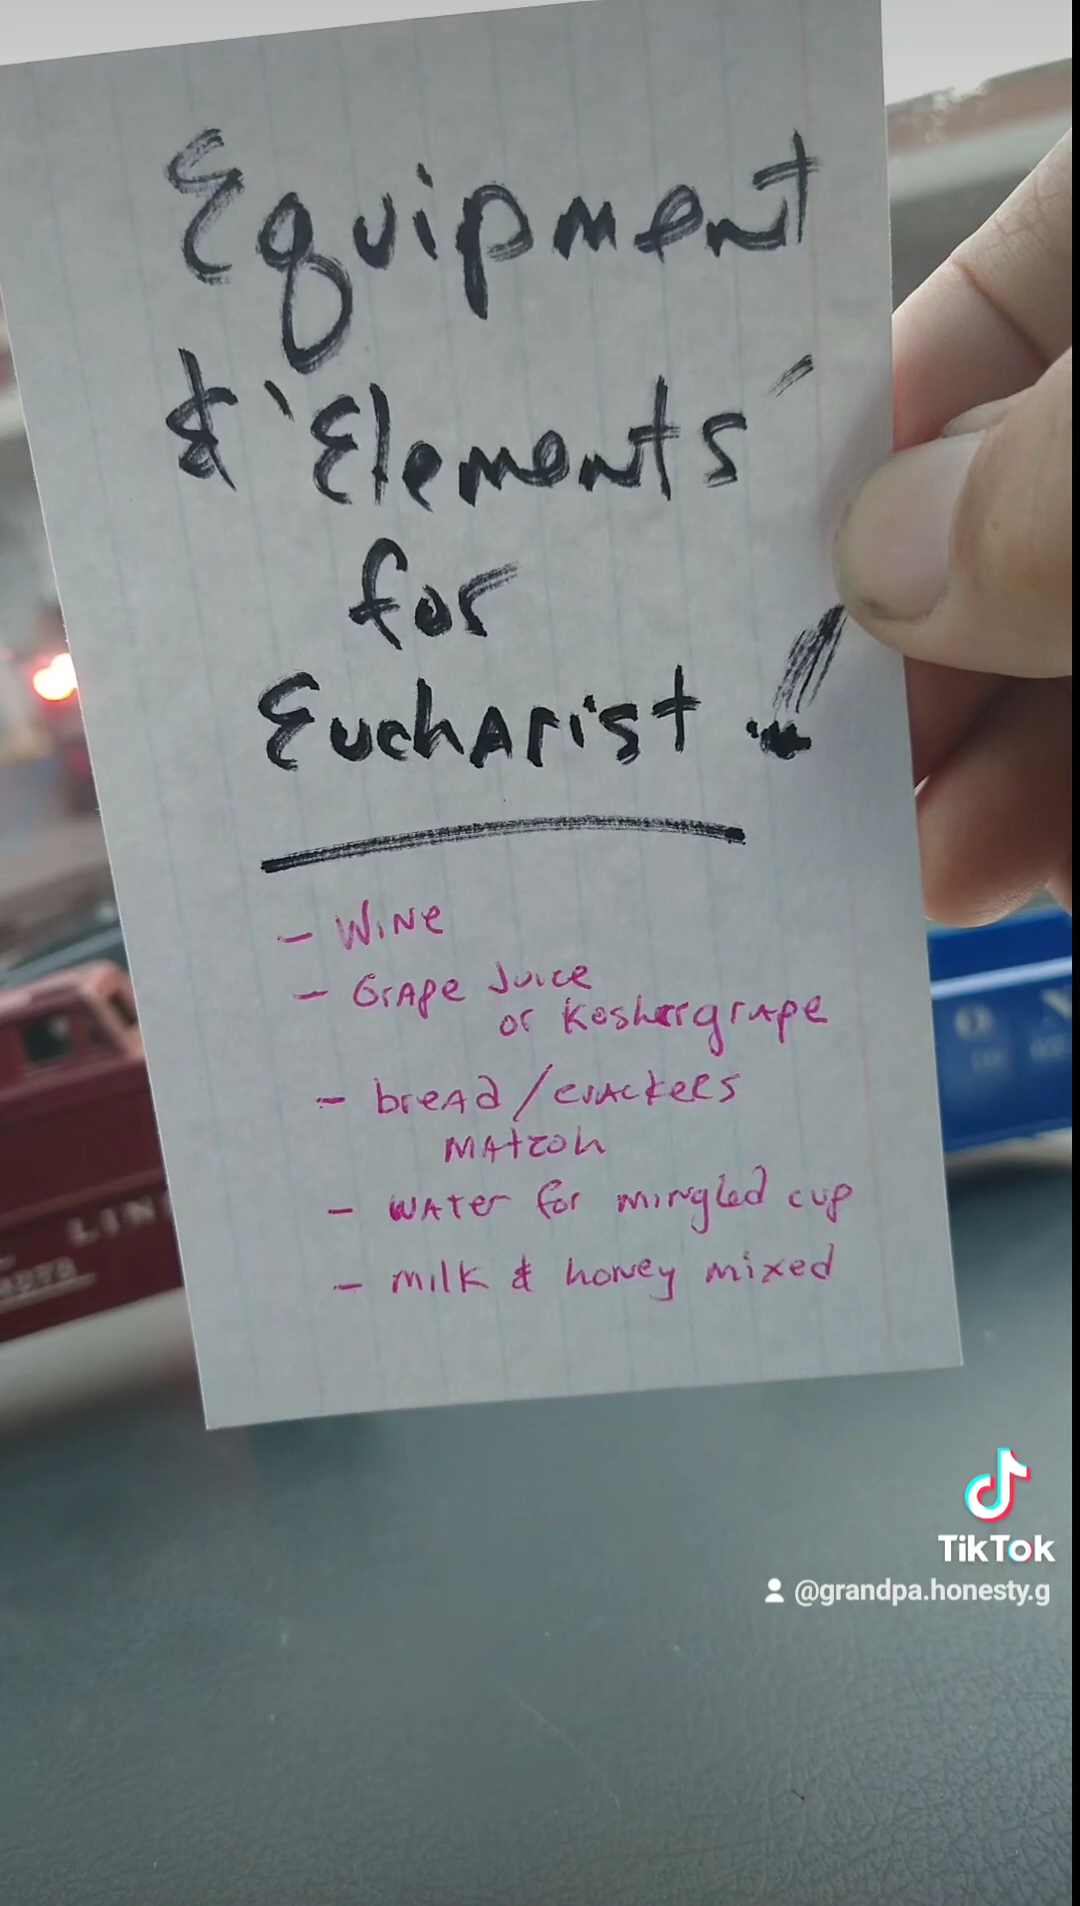 Equipment
& 'Elements'
for
Eucharist !
- Wine
- Grape Juice
or Koshergrape
- bread/crackers
Matzoh
- water for mingled cup
- milk & honey mixed
LIN
O N
TikTok
@grandpa.honesty.g